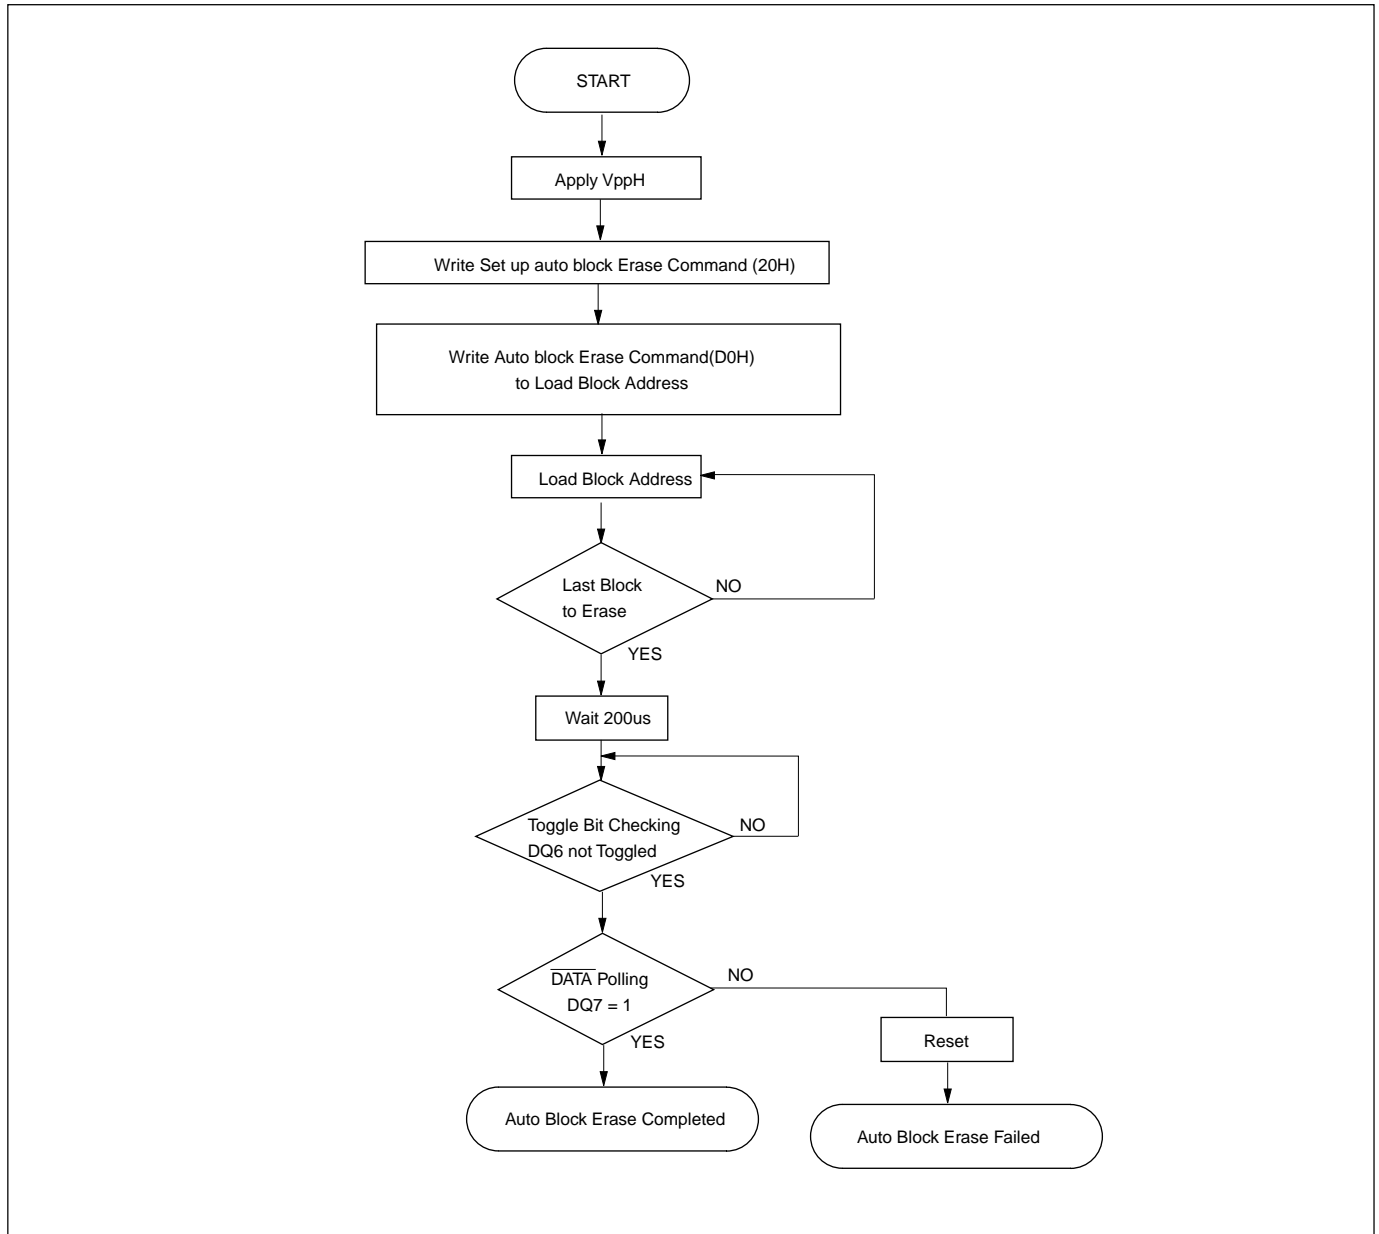 START
Apply VppH
Write Set up auto block Erase Command (20H)
Write Auto block Erase Command(D0H)
to Load Block Address
Load Block Address
Last Block
to Erase
NO
YES
Wait 200us
Toggle Bit Checking
DQ6 not Toggled
NO
YES
DATA Polling
DQ7 = 1
NO
YES
Reset
Auto Block Erase Completed
Auto Block Erase Failed